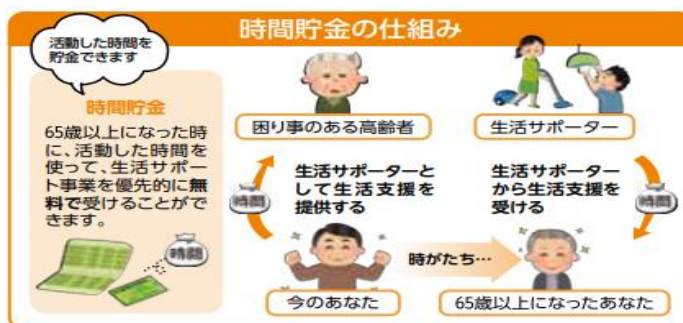 時間貯金の仕組み
活動した時間を
貯金できます
時間貯金
65歳以上になった時
に、活動した時間を
使って、生活サポー
ト事業を優先的に無
料で受けることがで
きます。
時間
困り事のある高齢者
生活サポーター
時間
生活サポーターと
して生活支援を
提供する
生活サポーター
から生活支援を
受ける
時間
時がたち…
今のあなた
65歳以上になったあなた